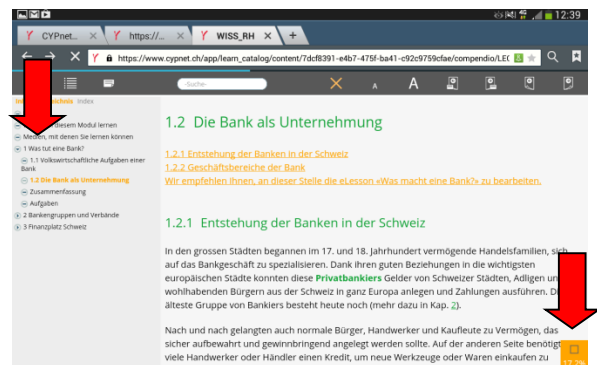 12:39
CYPnet...
https://...
WISS_RH
https://www.cypnet.ch/app/learn_catalog/content/7dcf8391-e4b7-475f-ba41-c92c9759cfae/compendio/LEC
-Suche-
A A
Index
diesem Modul lernen
Medien, mit denen Sie lernen können
1 Was tut eine Bank?
1.1 Volkswirtschaftliche Aufgaben einer
Bank
1.2 Die Bank als Unternehmung
Zusammenfassung
Aufgaben
2 Bankengruppen und Verbände
3 Finanzplatz Schweiz
1.2 Die Bank als Unternehmung
1.2.1 Entstehung der Banken in der Schweiz
1.2.2 Geschäftsbereiche der Bank
Wir empfehlen Ihnen, an dieser Stelle die eLesson «Was macht eine Bank?» zu bearbeiten.
1.2.1 Entstehung der Banken in der Schweiz
In den grossen Städten begannen im 17. und 18. Jahrhundert vermögende Handelsfamilien, sich
auf das Bankgeschäft zu spezialisieren. Dank ihren guten Beziehungen in die wichtigsten
europäischen Städte konnten diese Privatbankiers Gelder von Schweizer Städten, Adligen und
wohlhabenden Bürgern aus der Schweiz in ganz Europa anlegen und Zahlungen ausführen.
älteste Gruppe von Bankiers besteht heute noch (mehr dazu in Kap. 2).
Nach und nach gelangten auch normale Bürger, Handwerker und Kaufleute zu Vermögen, das
sicher aufbewahrt und gewinnbringend angelegt werden sollte. Auf der anderen Seite benötigt
viele Handwerker oder Händler einen Kredit, um neue Werkzeuge oder Waren einkaufen zu
17.2%